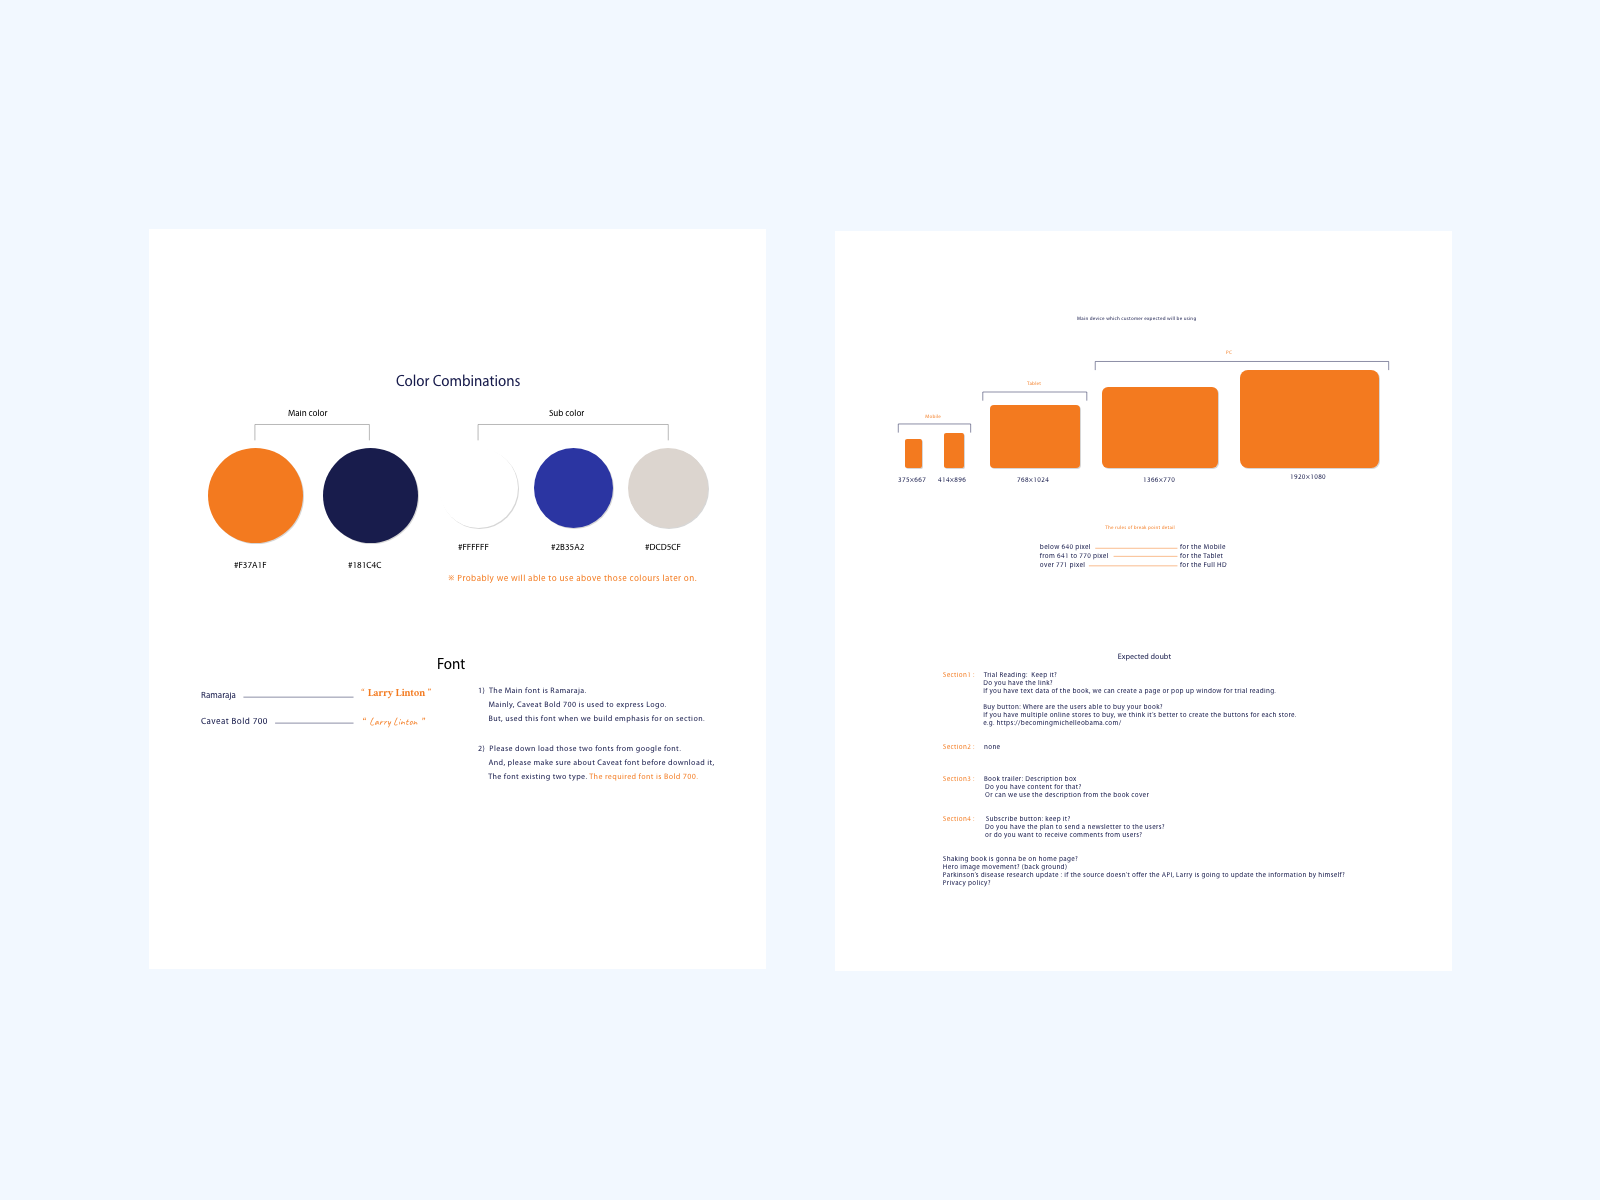 Color Combinations
Main color
Sub color
#F37A1F
#181C4C
#FFFFFF
#2B35A2
#DCD5CF
※ Probably we will able to use above those colours later on.
Font
Ramaraja
“ Larry Linton ”
Caveat Bold 700
“ Larry Linton ”
1) The Main font is Ramaraja.
Mainly, Caveat Bold 700 is used to express Logo.
But, used this font when we build emphasis for on section.
2) Please down load those two fonts from google font.
And, please make sure about Caveat font before download it,
The font existing two type. The required font is Bold 700.
Main device which customer expected will be using
Mobile
Tablet
PC
375×667
414×896
768×1024
1366×770
1920×1080
The rules of break point detail
below 640 pixel for the Mobile
from 641 to 770 pixel for the Tablet
over 771 pixel for the Full HD
Expected doubt
Section1 : Trial Reading: Keep it?
Do you have the link?
If you have text data of the book, we can create a page or pop up window for trial reading.
Buy button: Where are the users able to buy your book?
If you have multiple online stores to buy, we think it's better to create the buttons for each store.
e.g. https://becomingmichelleobama.com/
Section2 : none
Section3 : Book trailer: Description box
Do you have content for that?
Or can we use the description from the book cover
Section4 : Subscribe button: keep it?
Do you have the plan to send a newsletter to the users?
or do you want to receive comments from users?
Shaking book is gonna be on home page?
Hero image movement? (back ground)
Parkinson's disease research update : if the source doesn't offer the API, Larry is going to update the information by himself?
Privacy policy?